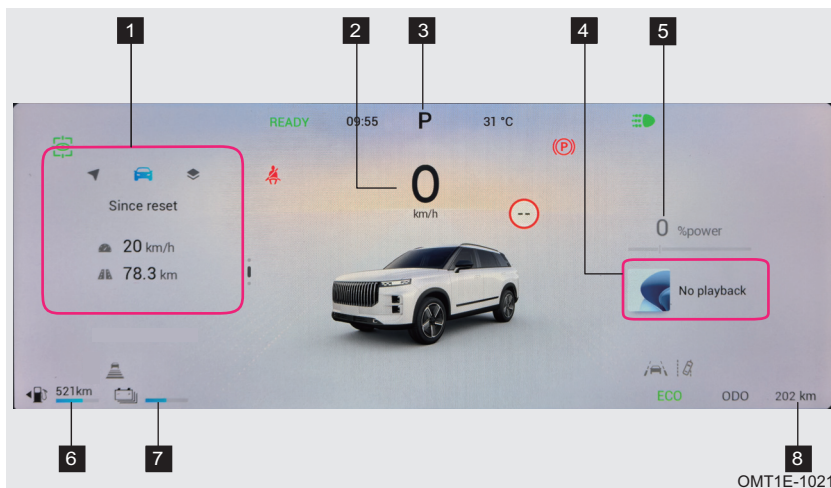 1
2
3
4
5
READY 09:55 P 31 °C
(P)
Since reset
0
km/h
--
20 km/h
78.3 km
0 %power
No playback
521km
ECO ODO 202 km
6
7
8
OMT1E-1021